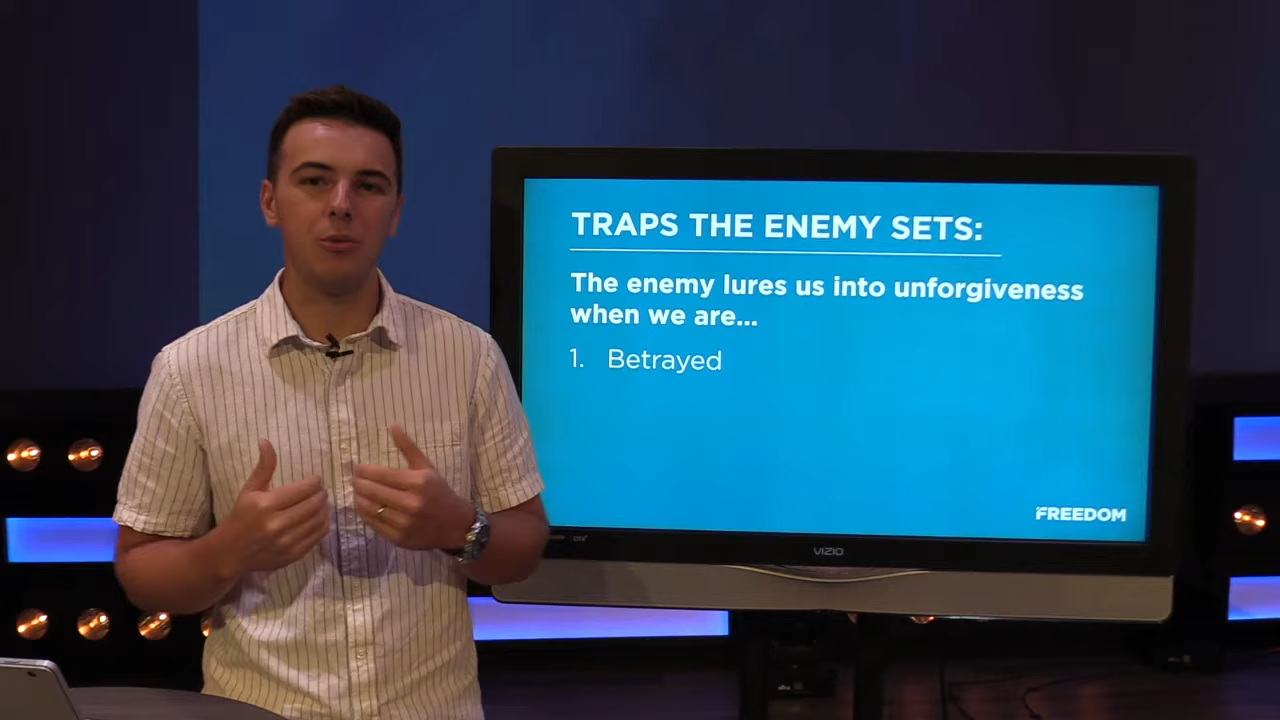 TRAPS THE ENEMY SETS:
The enemy lures us into unforgiveness
when we are...
1. Betrayed
FREEDOM
VIZIO